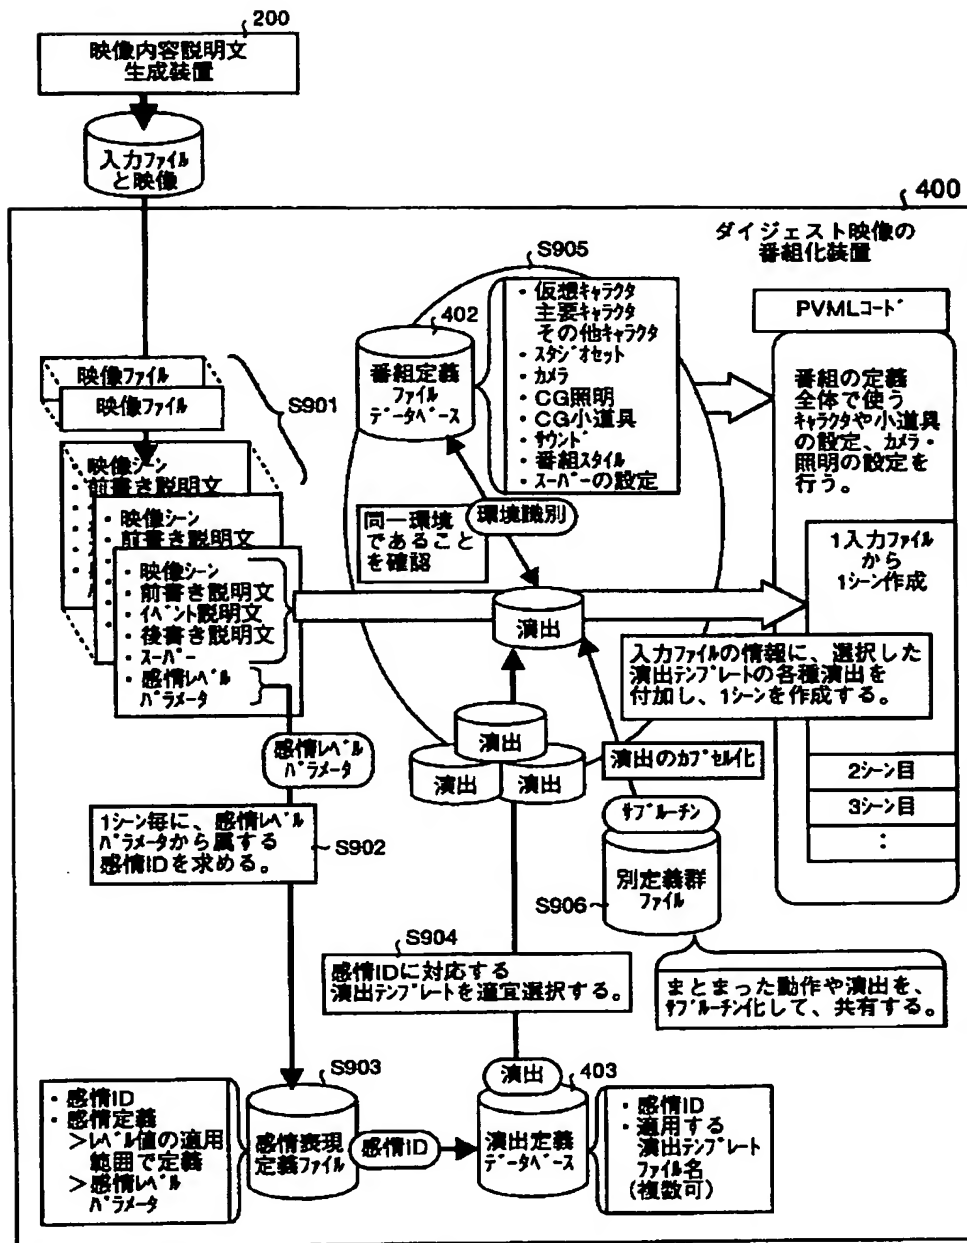 200
映像内容説明文
生成装置
入力ファイル
と映像
400
ダイジェスト映像の
番組化装置
S905
・仮想キャラクタ
主要キャラクタ
その他キャラクタ
・スタジオセット
・カメラ
・CG照明
・CG小道具
・サウンド
・番組スタイル
・スーパーの設定
402
番組定義
ファイル
データベース
PVMLコード
番組の定義
全体で使う
キャラクタや小道具
の設定、カメラ・
照明の設定を
行う。
映像ファイル
映像ファイル
S901
・映像シーン
・前書き説明文
・映像シーン
前書き説明文
・映像シーン
・前書き説明文
・イベント説明文
・後書き説明文
・スーパー
・感情レベル
パラメータ
同一環境
であること
を確認
環境識別
演出
1入力ファイル
から
1シーン作成
入力ファイルの情報に、選択した
演出テンプレートの各種演出を
付加し、1シーンを作成する。
2シーン目
3シーン目
:
感情レベル
パラメータ
演出
演出
演出
演出のカプセル化
サブルーチン
別定義群
ファイル
S906
1シーン毎に、感情レベル
パラメータから属する
感情IDを求める。
S902
S904
感情IDに対応する
演出テンプレートを適宜選択する。
まとまった動作や演出を、
サブルーチン化して、共有する。
・感情ID
・感情定義
>レベル値の適用
範囲で定義
>感情レベル
パラメータ
S903
感情表現
定義ファイル
感情ID
演出
403
演出定義
データベース
・感情ID
・適用する
演出テンプレート
ファイル名
(複数可)